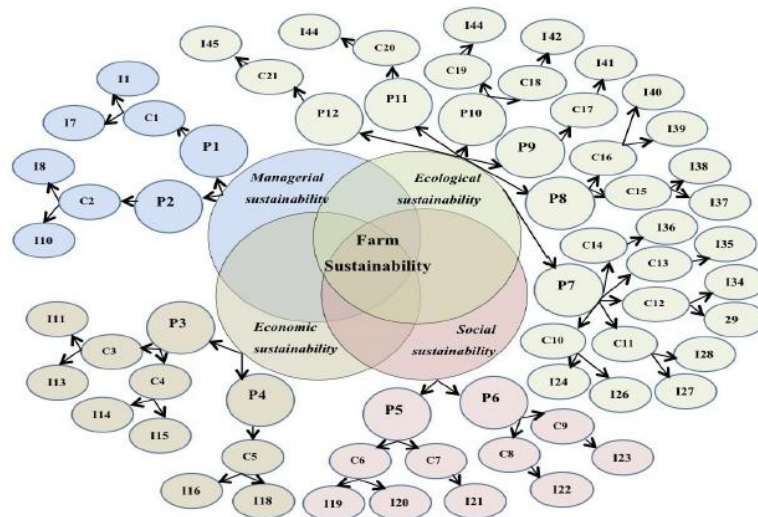 I45
I44
I44
I42
C21
C20
C19
C18
I41
I1
I40
P12
P11
P10
C17
I39
I7
C1
P1
P9
C16
I38
I8
C2
P2
Managerial
sustainability
Ecological
sustainability
P8
C15
I37
I10
Farm
Sustainability
C14
I36
I35
C13
P7
I34
I11
P3
Economic
sustainability
Social
sustainability
C12
29
C3
C10
C11
I13
C4
I28
P4
I24
I26
I27
I14
I15
P5
P6
C9
C5
C6
C7
C8
I23
I16
I18
I19
I20
I21
I22